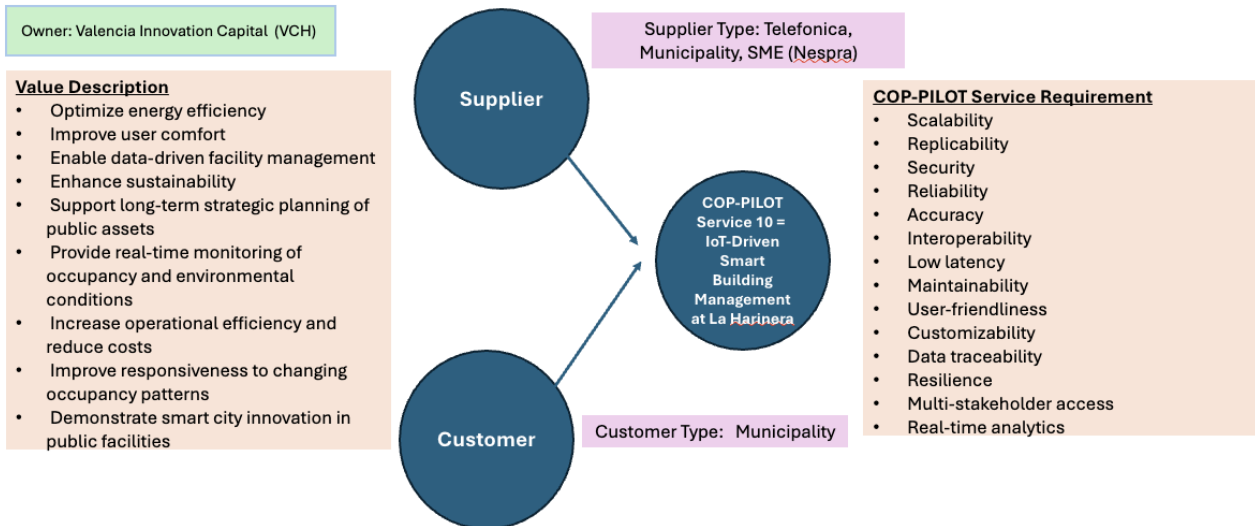 Owner: Valencia Innovation Capital (VCH)
Value Description
• Optimize energy efficiency
• Improve user comfort
• Enable data-driven facility management
• Enhance sustainability
• Support long-term strategic planning of
public assets
• Provide real-time monitoring of
occupancy and environmental
conditions
• Increase operational efficiency and
reduce costs
• Improve responsiveness to changing
occupancy patterns
• Demonstrate smart city innovation in
public facilities
Supplier
Supplier Type: Telefonica,
Municipality, SME (Nespra)
COP-PILOT
Service 10 =
IoT-Driven
Smart
Building
Management
at La Harinera
Customer
Customer Type: Municipality
COP-PILOT Service Requirement
• Scalability
• Replicability
• Security
• Reliability
• Accuracy
• Interoperability
• Low latency
• Maintainability
• User-friendliness
• Customizability
• Data traceability
• Resilience
• Multi-stakeholder access
• Real-time analytics